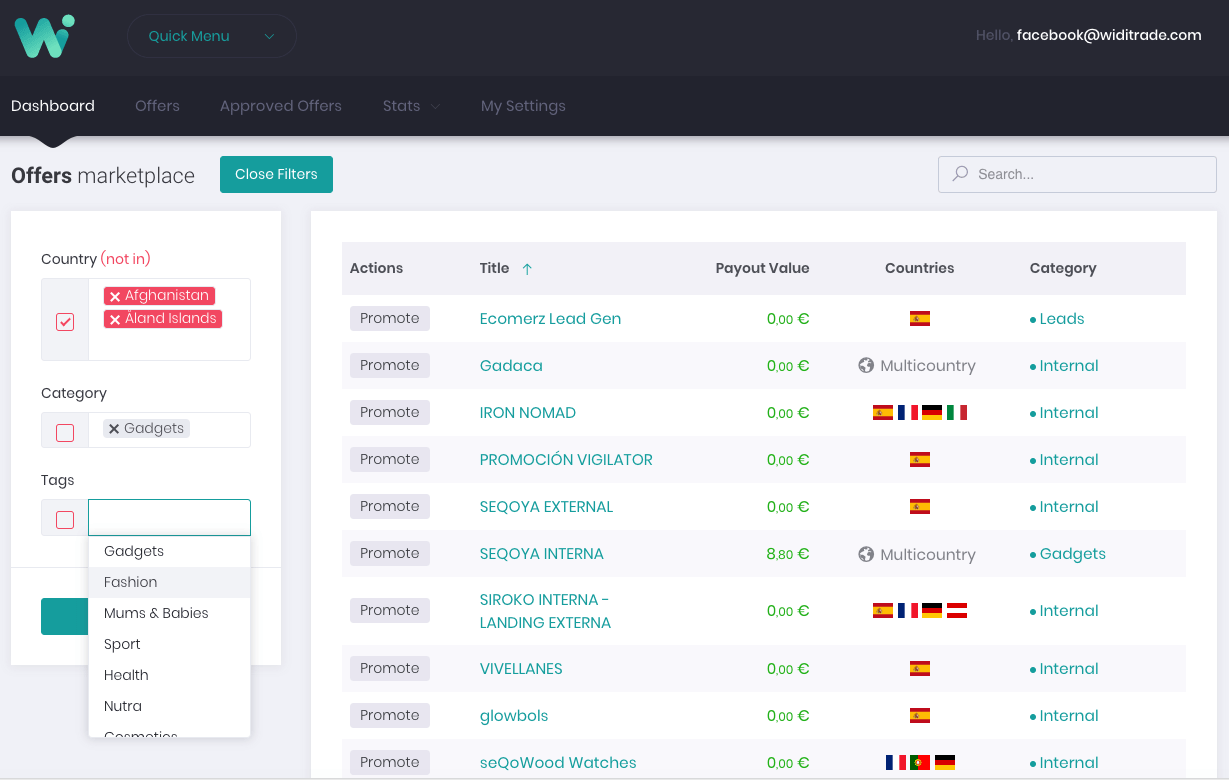 Wi
Quick Menu
Hello, facebook@widitrade.com
Dashboard
Offers
Approved Offers
Stats
My Settings
Offers marketplace
Close Filters
Search...
Country (not in)
× Afghanistan
× Åland Islands
Category
× Gadgets
Tags
Gadgets
Fashion
Mums & Babies
Sport
Health
Nutra
Cosmetics
Actions Title ↑ Payout Value Countries Category
Promote Ecomerz Lead Gen 0,00 € Leads
Promote Gadaca 0,00 € Multicountry Internal
Promote IRON NOMAD 0,00 € Internal
Promote PROMOCIÓN VIGILATOR 0,00 € Internal
Promote SEQOYA EXTERNAL 0,00 € Internal
Promote SEQOYA INTERNA 8,80 € Multicountry Gadgets
Promote SIROKO INTERNA - 0,00 € Internal
LANDING EXTERNA
Promote VIVELLANES 0,00 € Internal
Promote glowbols 0,00 € Internal
Promote seQoWood Watches 0,00 € Internal